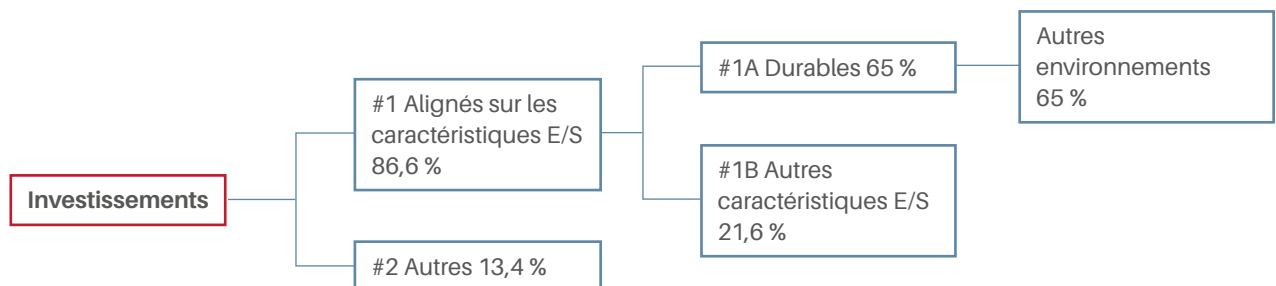 Investissements
#1 Alignés sur les
caractéristiques E/S
86,6 %
#2 Autres 13,4 %
#1A Durables 65 %
#1B Autres
caractéristiques E/S
21,6 %
Autres
environnements
65 %